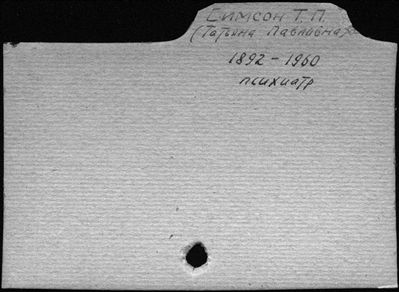 СИМСОН Т. П.
(Татьяна Павловна)
1892 - 1960
психиатр